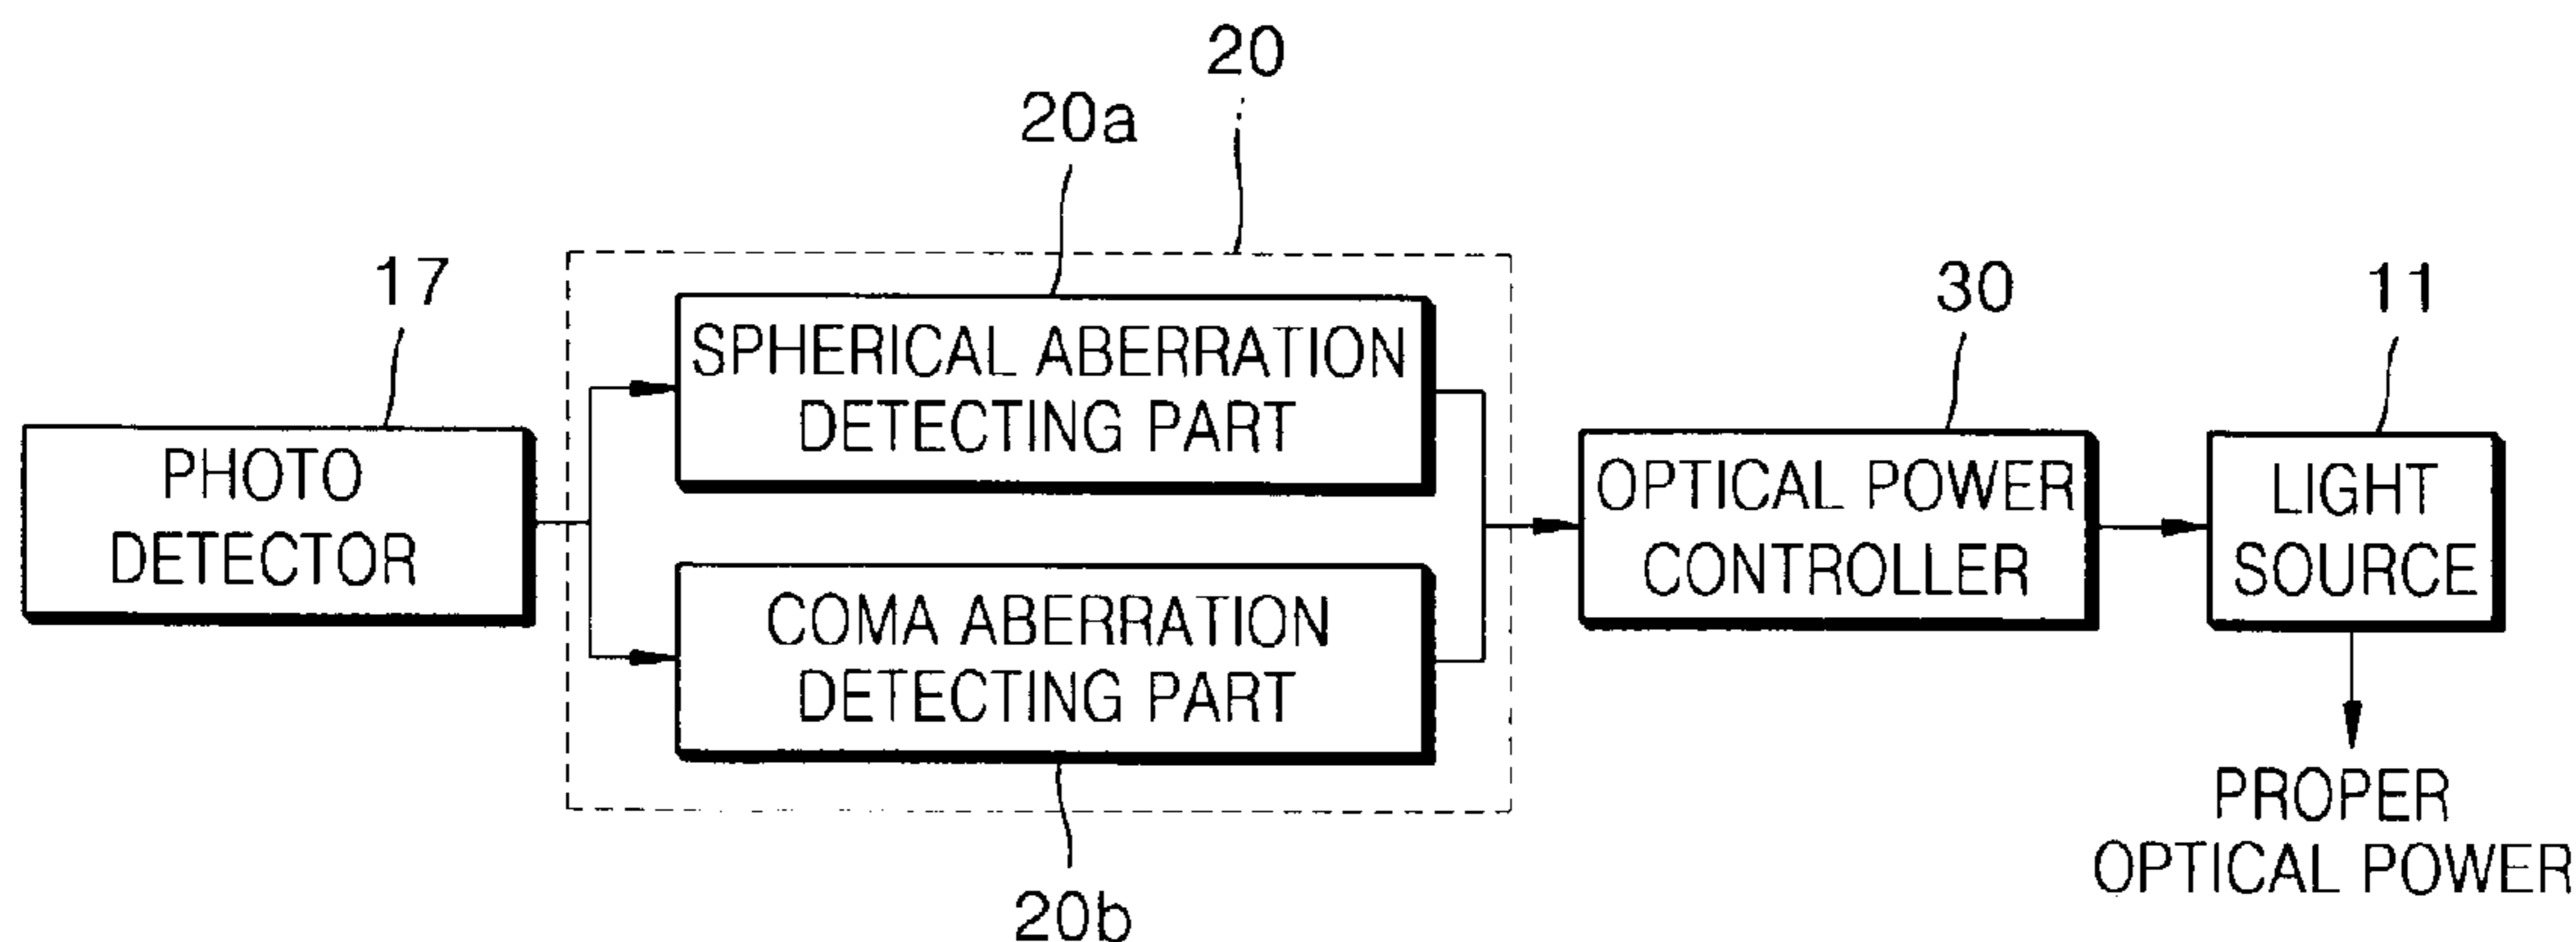 20
20a
17
30
11
SPHERICAL ABERRATION
DETECTING PART
PHOTO
DETECTOR
OPTICAL POWER
CONTROLLER
LIGHT
SOURCE
COMA ABERRATION
DETECTING PART
20b
PROPER
OPTICAL POWER